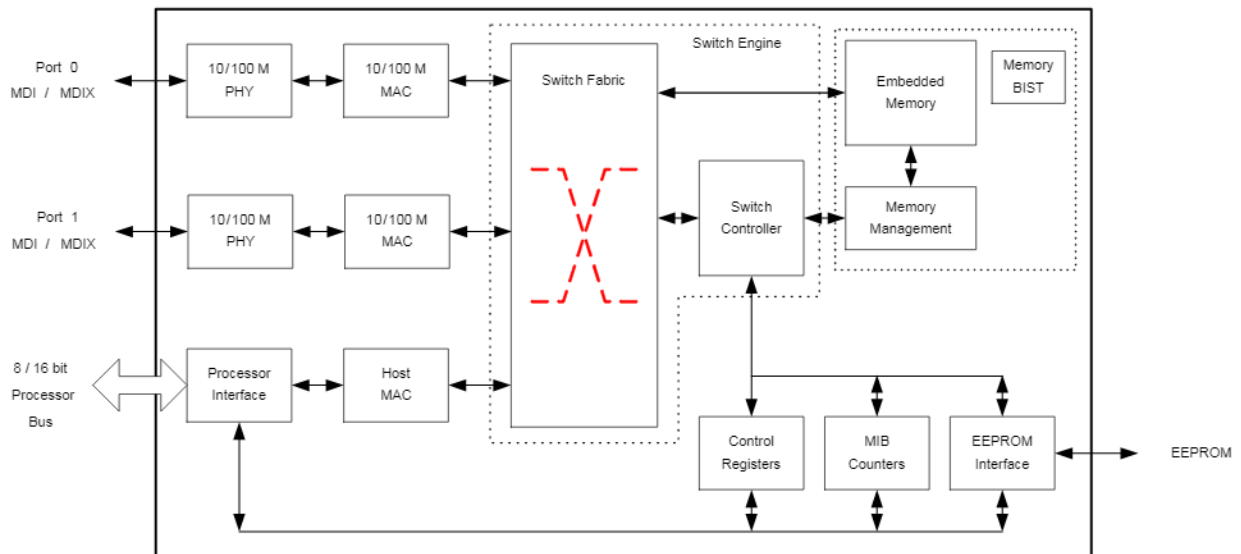 Switch Engine
Port 0
MDI / MDIX
10/100 M
PHY
10/100 M
MAC
Switch Fabric
Embedded
Memory
Memory
BIST
Port 1
MDI / MDIX
10/100 M
PHY
10/100 M
MAC
Switch
Controller
Memory
Management
8 / 16 bit
Processor
Bus
Processor
Interface
Host
MAC
Control
Registers
MIB
Counters
EEPROM
Interface
EEPROM